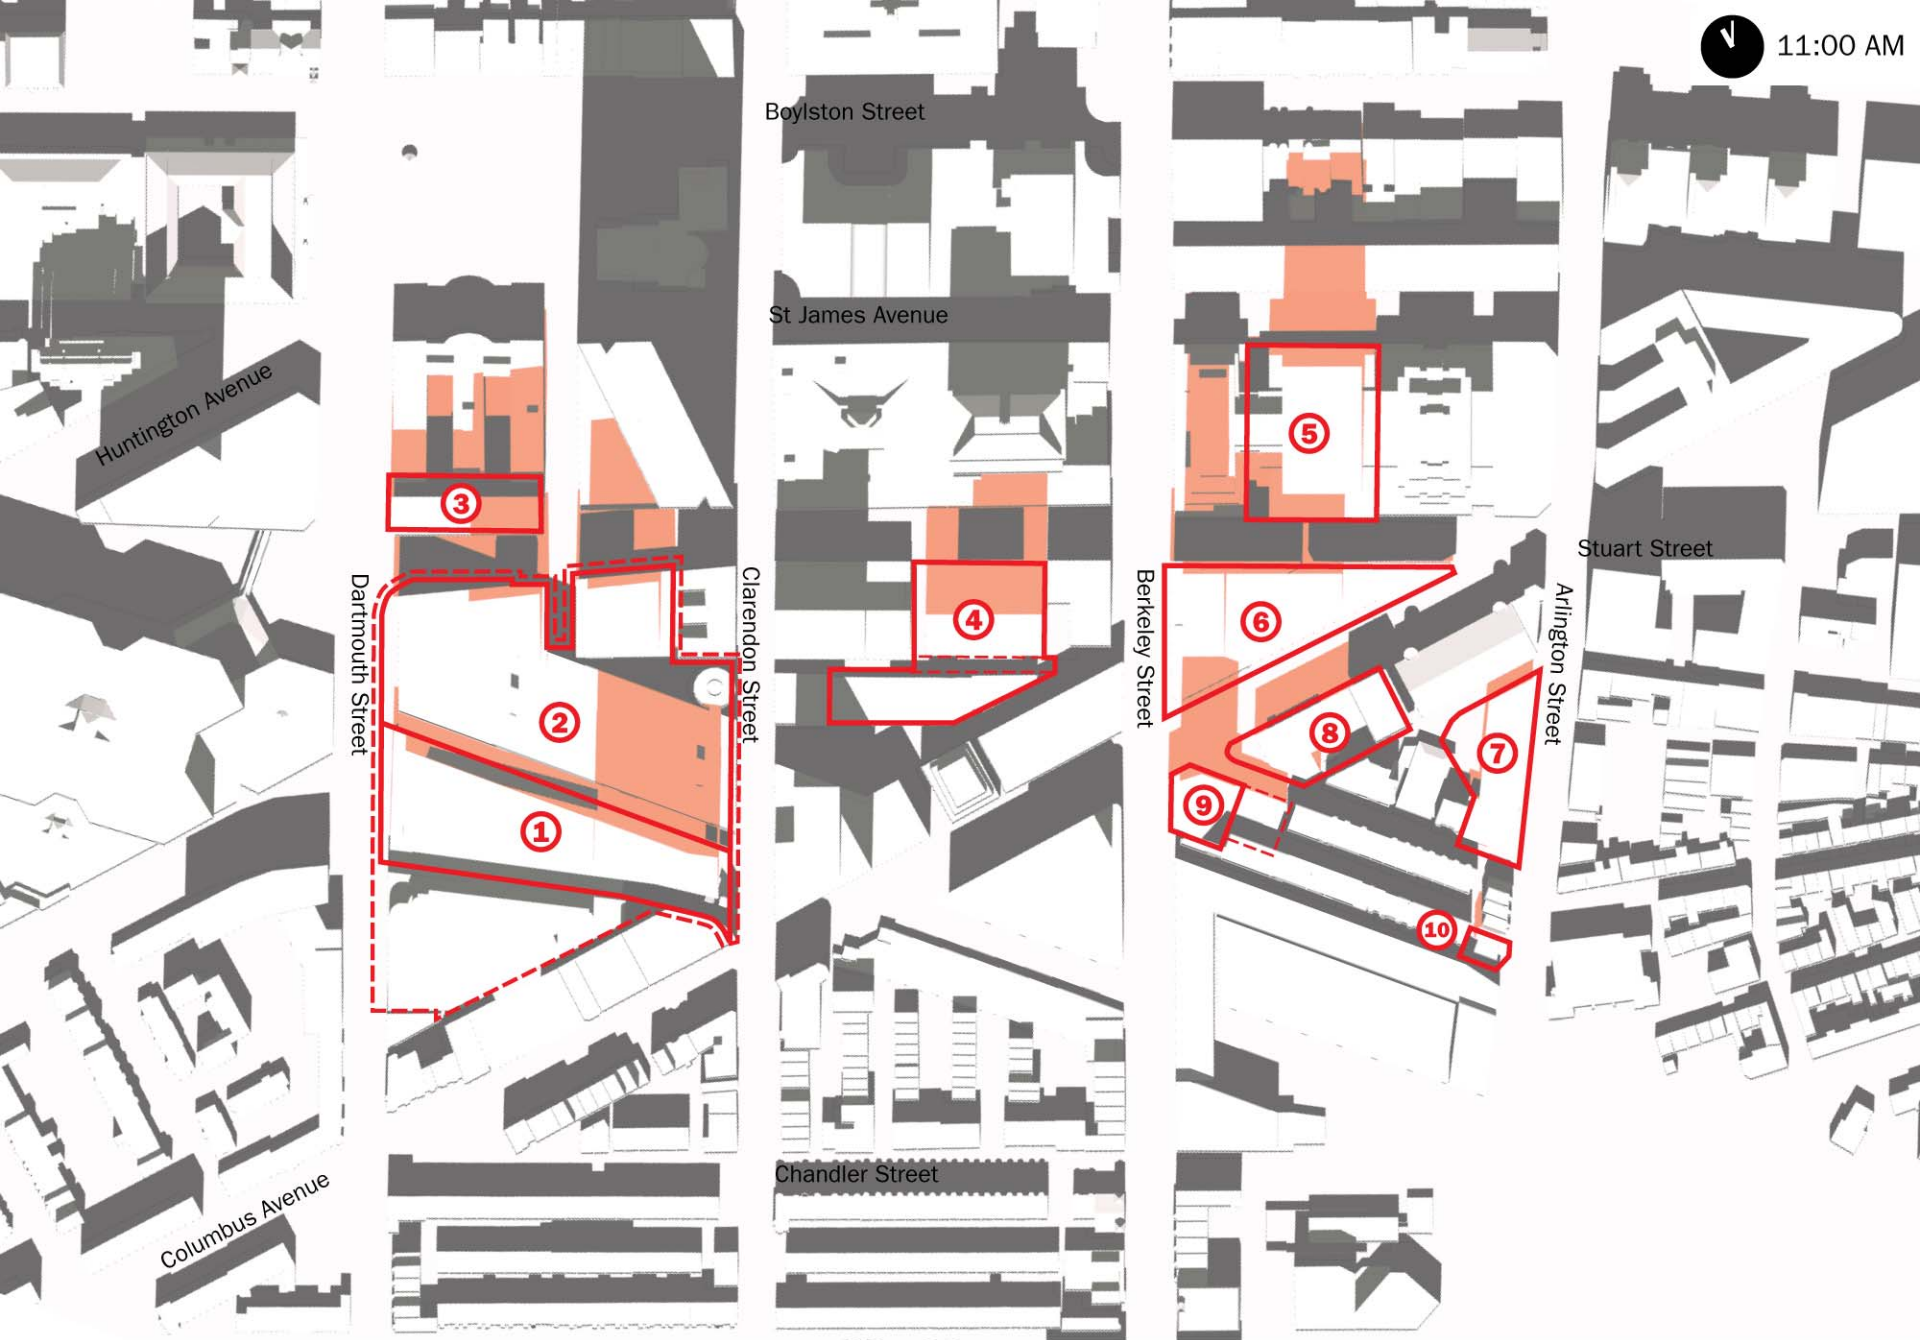 11:00 AM
Boylston Street
St James Avenue
Huntington Avenue
5
3
Stuart Street
Dartmouth Street
Clarendon Street
Berkeley Street
Arlington Street
4
6
2
8
7
9
1
10
Chandler Street
Columbus Avenue